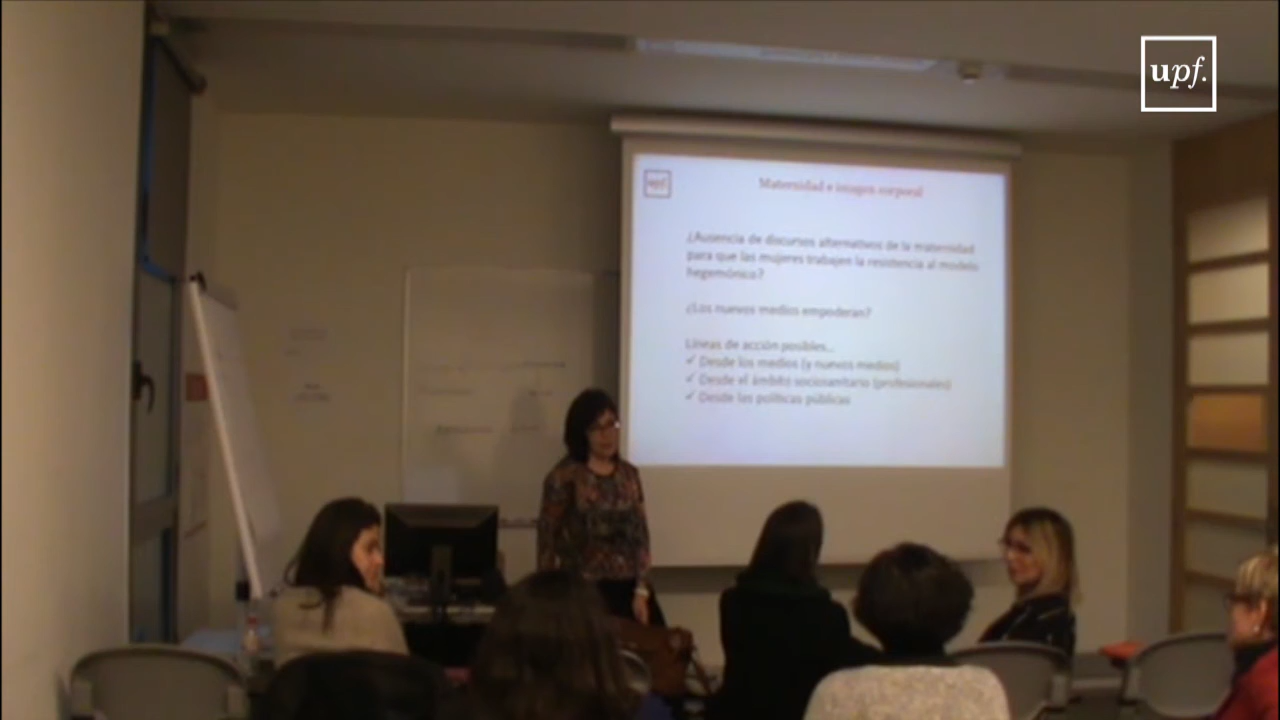 upf.
upf.
Maternidad e imagen corporal
¿Ausencia de discursos alternativos de la maternidad
para que las mujeres trabajen la resistencia al modelo
hegemónico?
¿Los nuevos medios empoderan?
Líneas de acción posibles...
✓ Desde los medios (y nuevos medios)
✓ Desde el ámbito sociosanitario (profesionales)
✓ Desde las políticas públicas